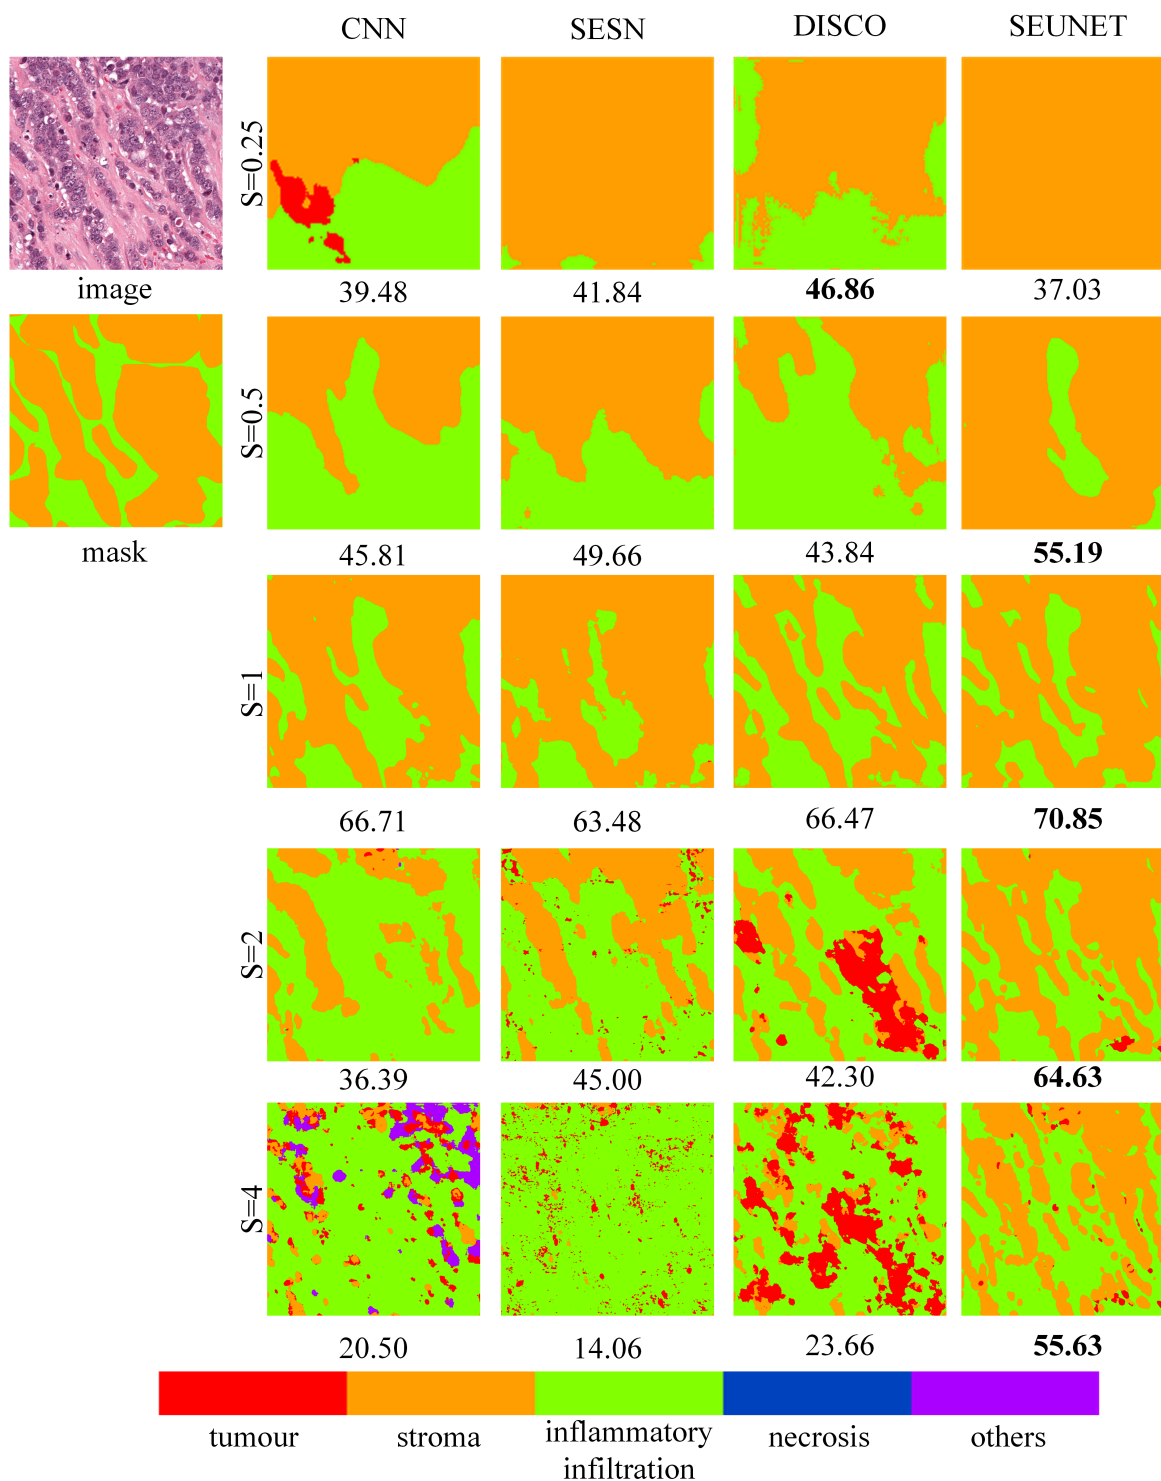 CNN SESN DISCO SEUNET
S=0.25
image
39.48 41.84 46.86 37.03
S=0.5
mask
45.81 49.66 43.84 55.19
S=1
66.71 63.48 66.47 70.85
S=2
36.39 45.00 42.30 64.63
S=4
20.50 14.06 23.66 55.63
tumour stroma inflammatory infiltration necrosis others